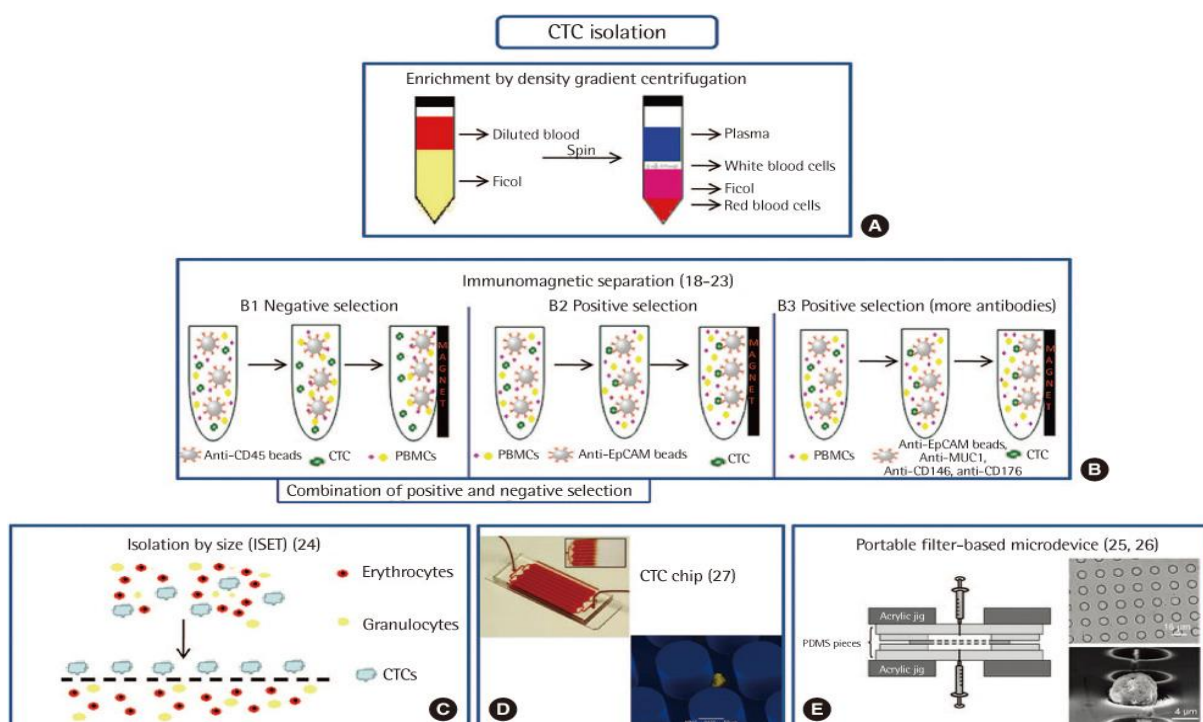 CTC isolation
Enrichment by density gradient centrifugation
Diluted blood
Spin
Ficol
Plasma
White blood cells
Ficol
Red blood cells
A
Immunomagnetic separation (18-23)
B1 Negative selection
B2 Positive selection
B3 Positive selection (more antibodies)
MAGNET
MAGNET
MAGNET
Anti-CD45 beads
CTC
PBMCs
PBMCs
Anti-EpCAM beads
CTC
PBMCs
Anti-EpCAM beads,
Anti-MUC1,
Anti-CD146, anti-CD176
CTC
B
Combination of positive and negative selection
Isolation by size (ISET) (24)
Erythrocytes
Granulocytes
CTCs
C
CTC chip (27)
D
Portable filter-based microdevice (25, 26)
Acrylic jig
PDMS pieces
Acrylic jig
16 μm
4 μm
E